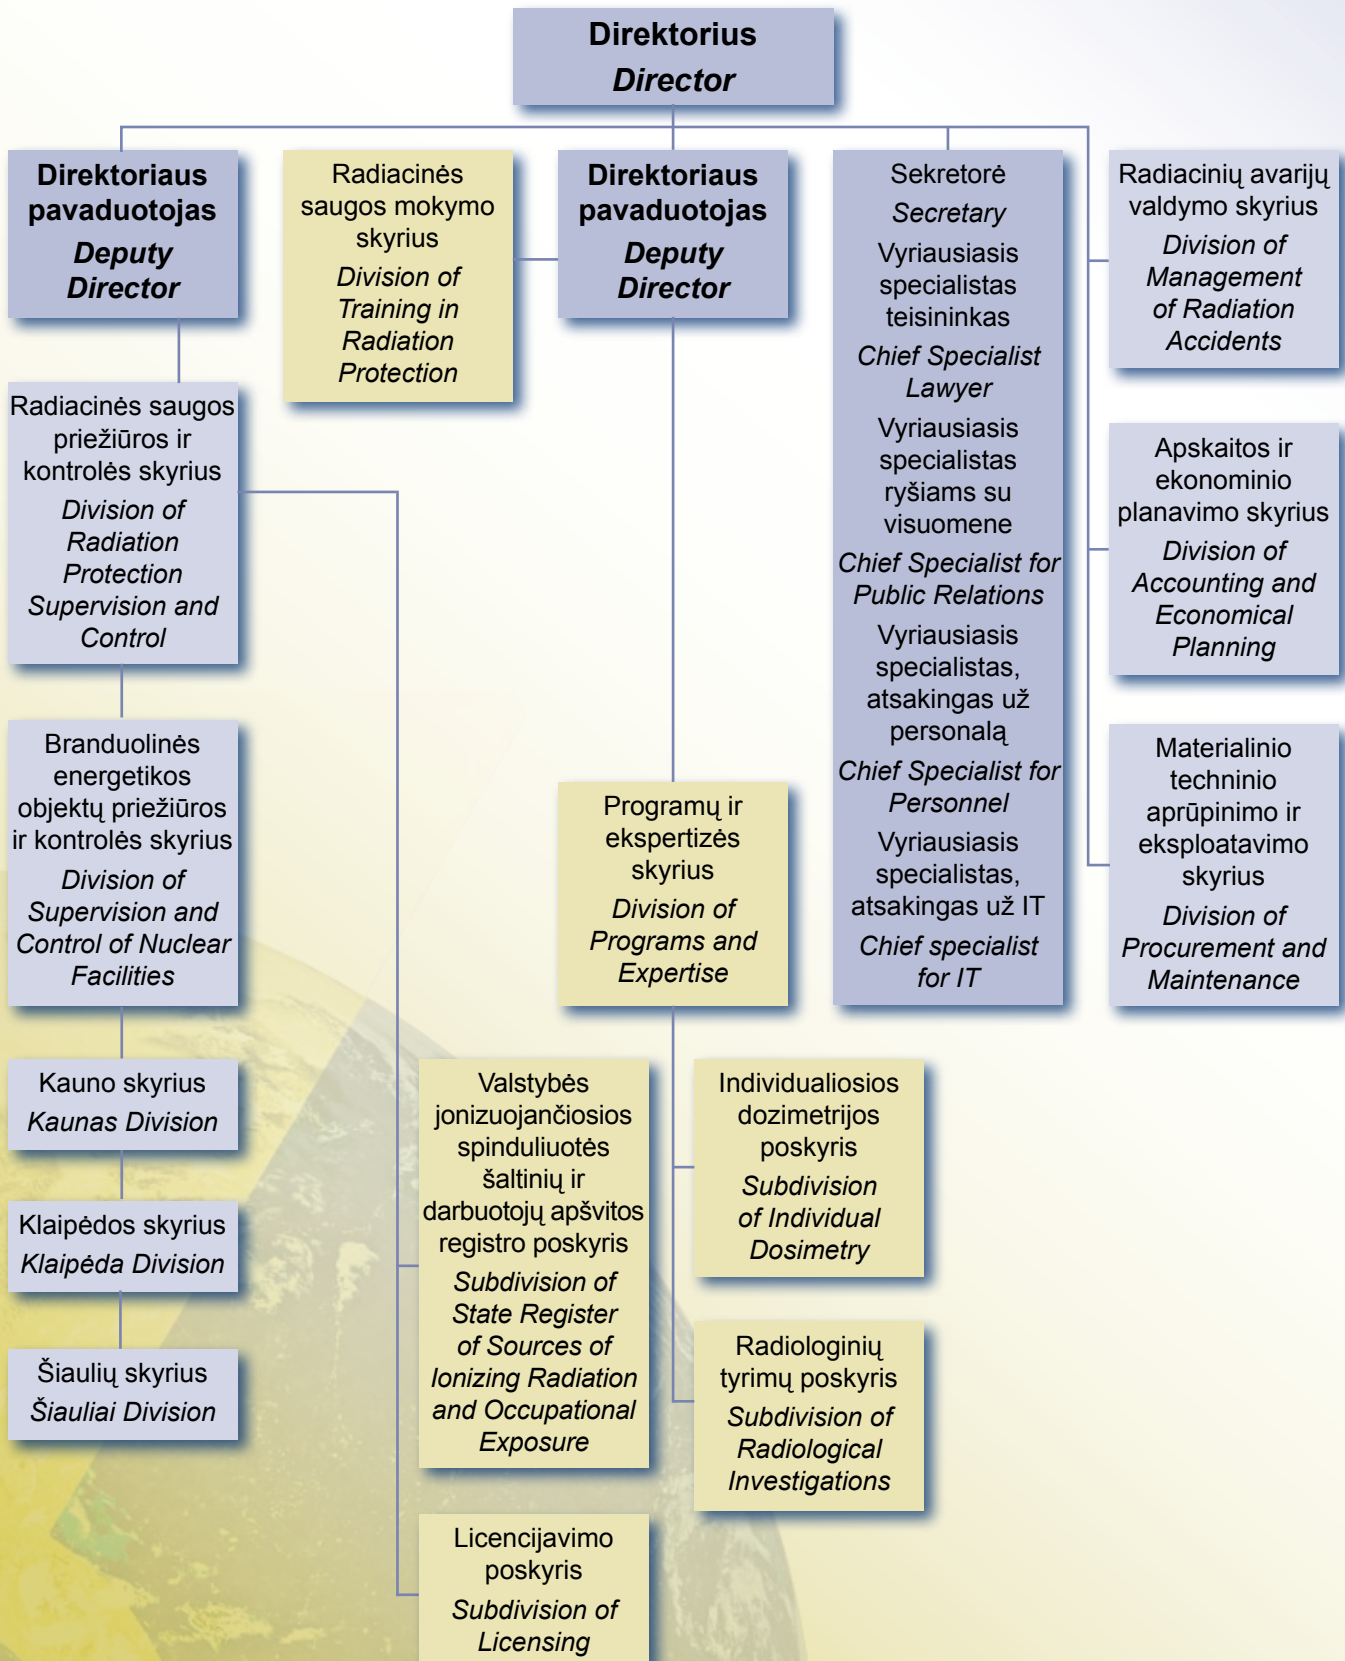 Direktorius
Director
Direktoriaus
pavaduotojas
Deputy
Director
Radiacinės
saugos mokymo
skyrius
Division of
Training in
Radiation
Protection
Direktoriaus
pavaduotojas
Deputy
Director
Sekretorė
Secretary
Vyriausiasis
specialistas
teisininkas
Chief Specialist
Lawyer
Vyriausiasis
specialistas
ryšiams su
visuomene
Chief Specialist for
Public Relations
Vyriausiasis
specialistas,
atsakingas už
personalą
Chief Specialist for
Personnel
Vyriausiasis
specialistas,
atsakingas už IT
Chief specialist
for IT
Radiacinių avarijų
valdymo skyrius
Division of
Management
of Radiation
Accidents
Radiacinės saugos
priežiūros ir
kontrolės skyrius
Division of
Radiation
Protection
Supervision and
Control
Apskaitos ir
ekonominio
planavimo skyrius
Division of
Accounting and
Economical
Planning
Branduolinės
energetikos
objektų priežiūros
ir kontrolės skyrius
Division of
Supervision and
Control of Nuclear
Facilities
Programų ir
ekspertizės
skyrius
Division of
Programs and
Expertise
Materialinio
techninio
aprūpinimo ir
eksploatavimo
skyrius
Division of
Procurement and
Maintenance
Kauno skyrius
Kaunas Division
Klaipėdos skyrius
Klaipėda Division
Šiaulių skyrius
Šiauliai Division
Valstybės
jonizuojančiosios
spinduliuotės
šaltinių ir
darbuotojų apšvitos
registro poskyris
Subdivision of
State Register
of Sources of
Ionizing Radiation
and Occupational
Exposure
Individualiosios
dozimetrijos
poskyris
Subdivision
of Individual
Dosimetry
Radiologinių
tyrimų poskyris
Subdivision of
Radiological
Investigations
Licencijavimo
poskyris
Subdivision of
Licensing